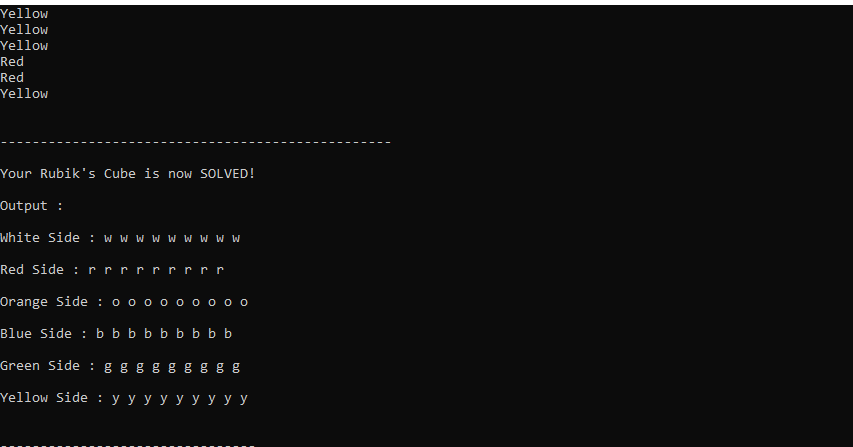 Yellow
Yellow
Yellow
Red
Red
Yellow
-------------------------------------------------
Your Rubik's Cube is now SOLVED!
Output :
White Side : w w w w w w w w w
Red Side : r r r r r r r r r
Orange Side : o o o o o o o o o
Blue Side : b b b b b b b b b
Green Side : g g g g g g g g g
Yellow Side : y y y y y y y y y
--------------------------------